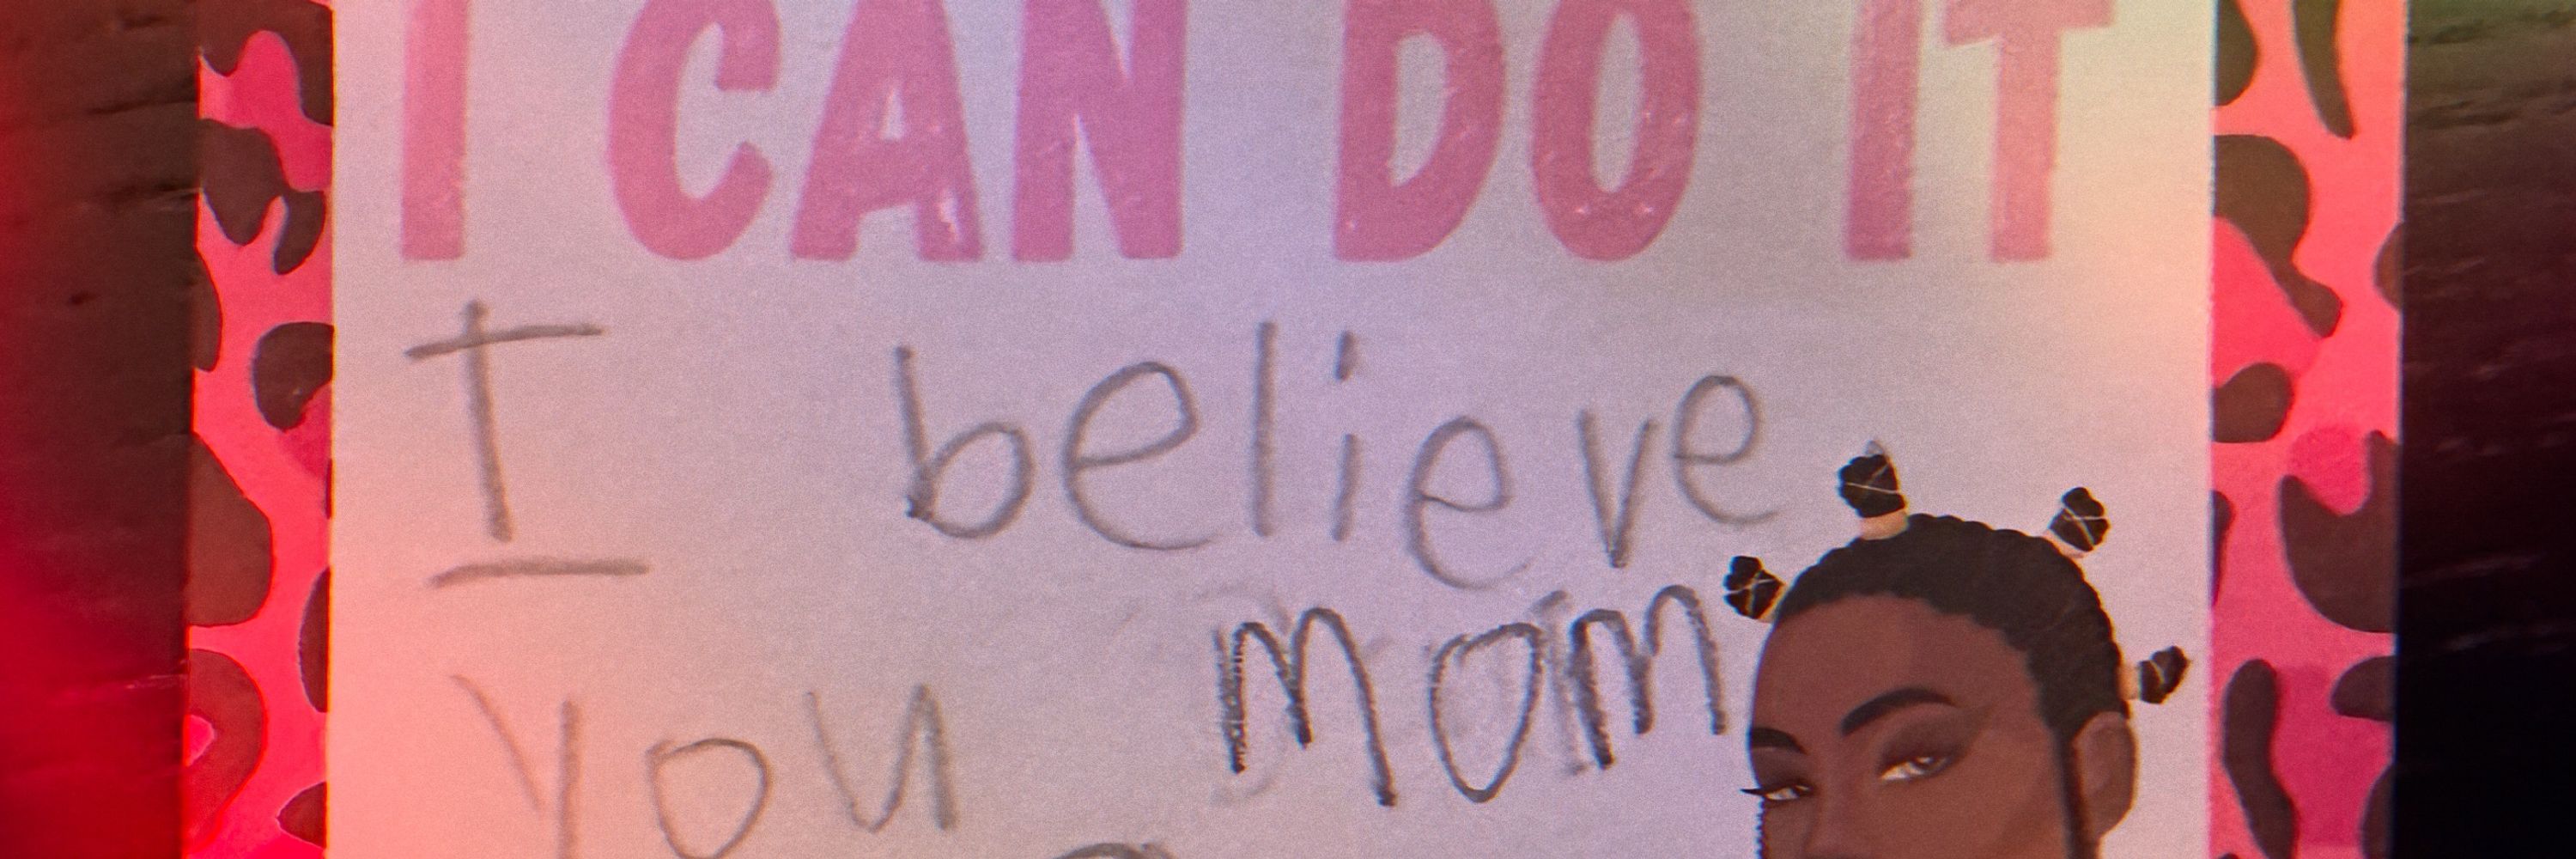 I CAN DO IT
I believe
you mom